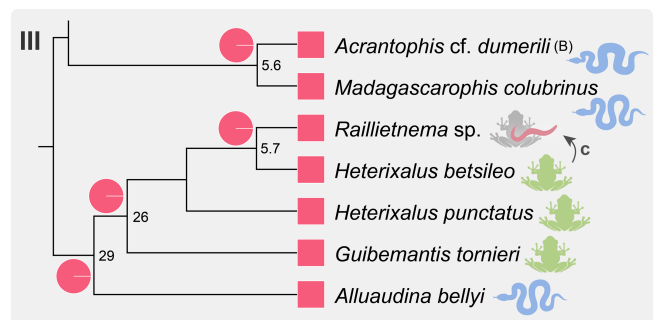 III
Acrantophis cf. dumerili (B)
5.6
Madagascarophis colubrinus
Raillietnema sp.
c
5.7
Heterixalus betsileo
26
Heterixalus punctatus
29
Guibemantis tornieri
Alluaudina bellyi